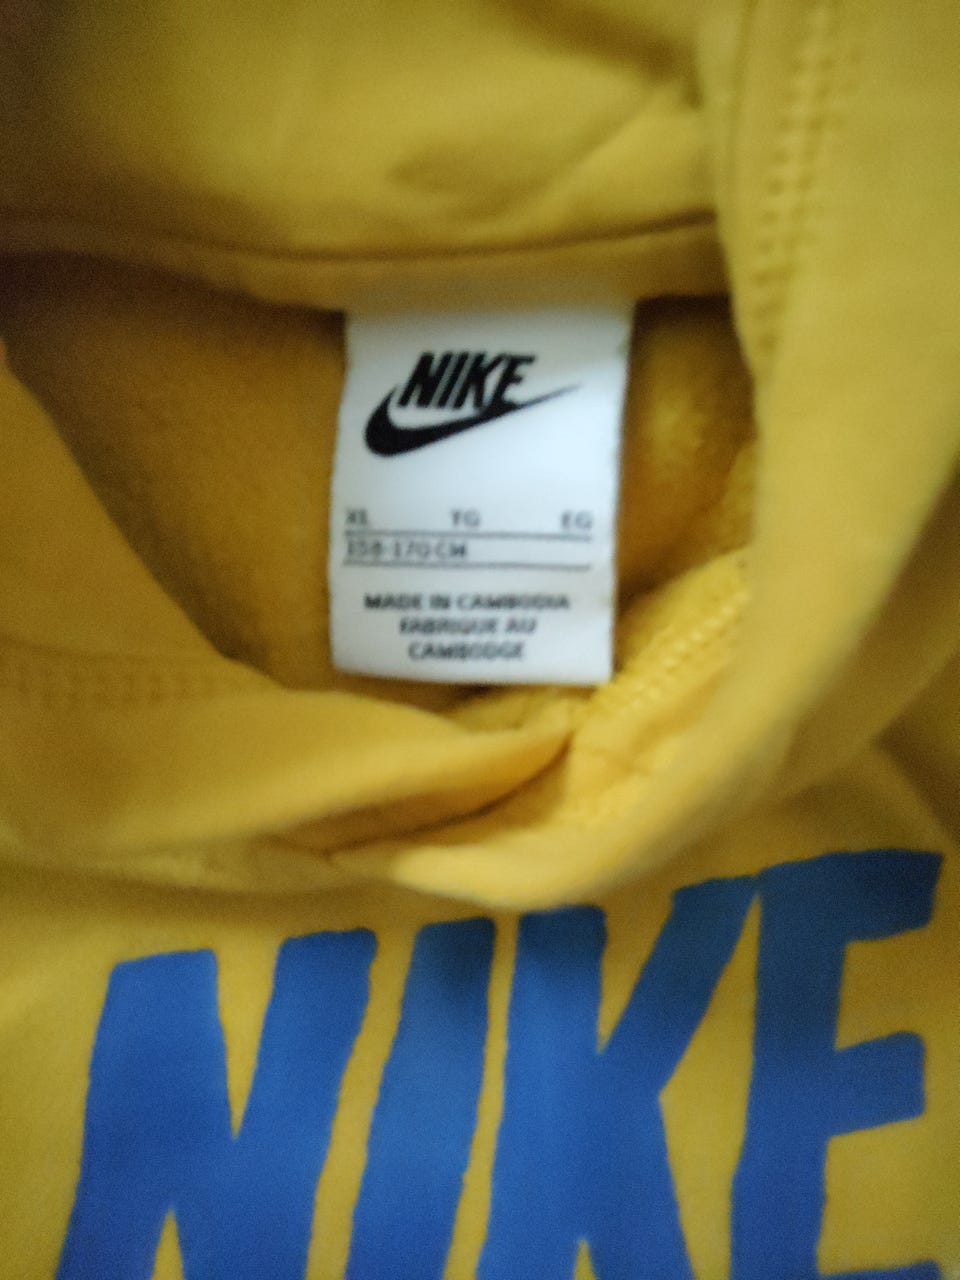 NIKE
XL TG EG
158-170 CM
MADE IN CAMBODIA
FABRIQUE AU
CAMBODGE
NIKE